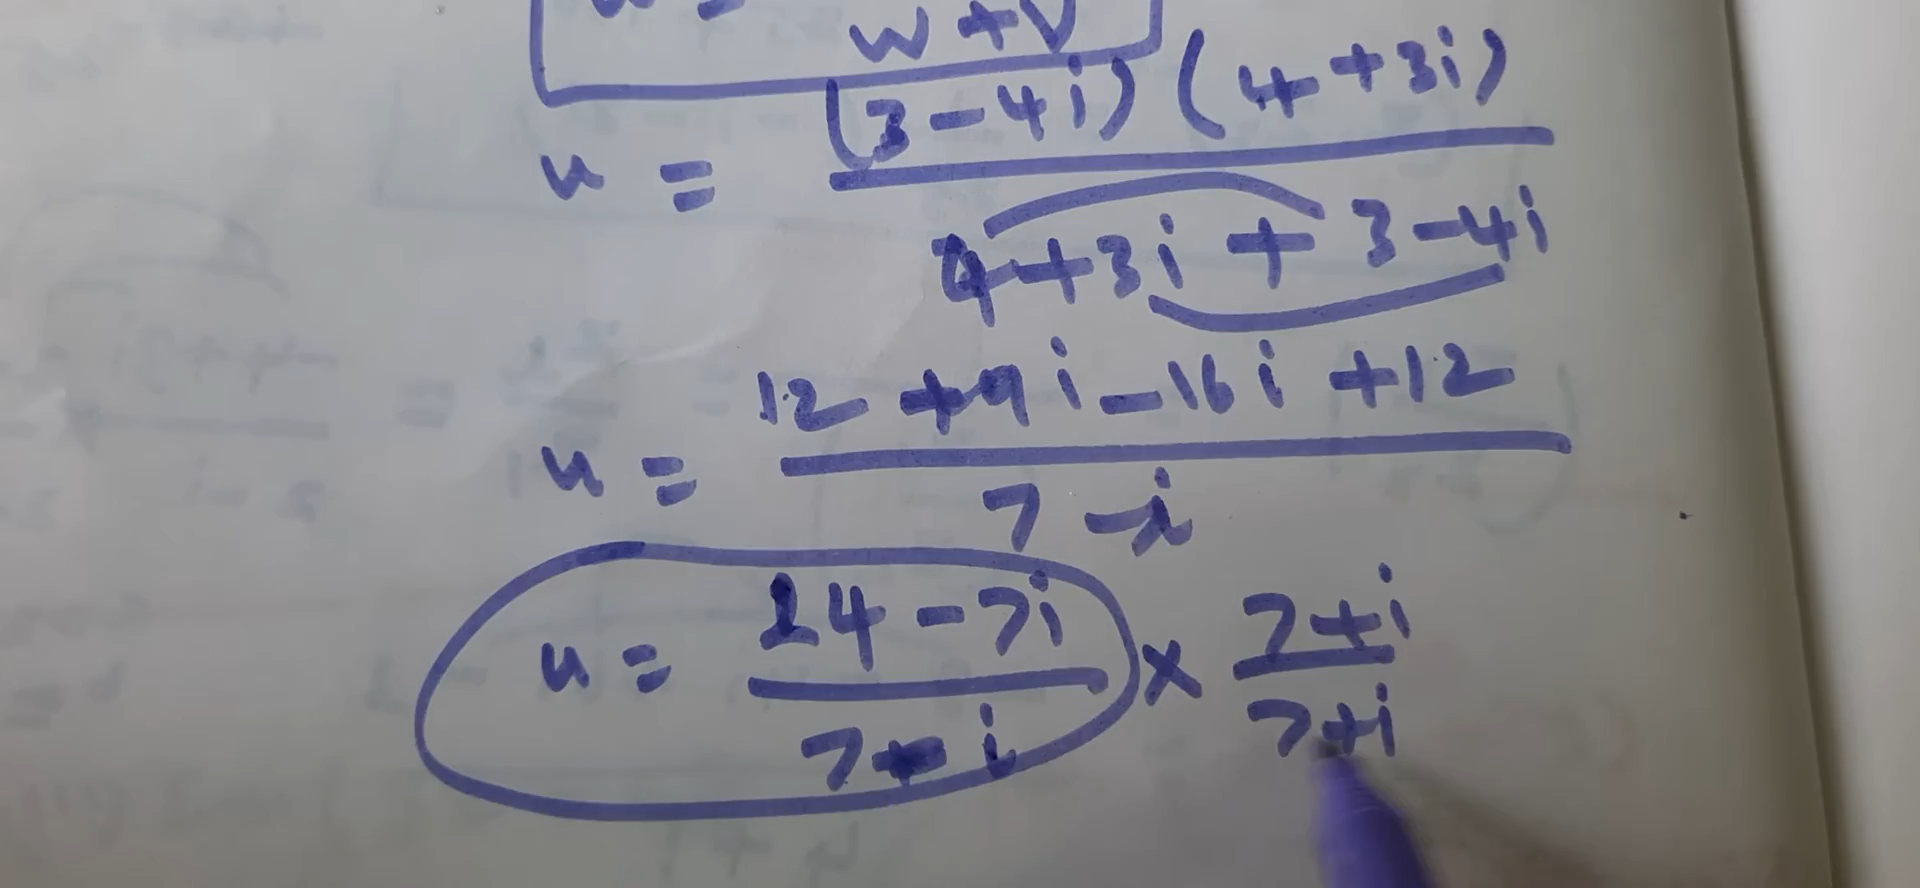 w + v
u = (3 - 4i) (4 + 3i) / 4 + 3i + 3 - 4i
u = 12 + 9i - 16i + 12 / 7 - i
u = 24 - 7i / 7 - i × 7 + i / 7 + i